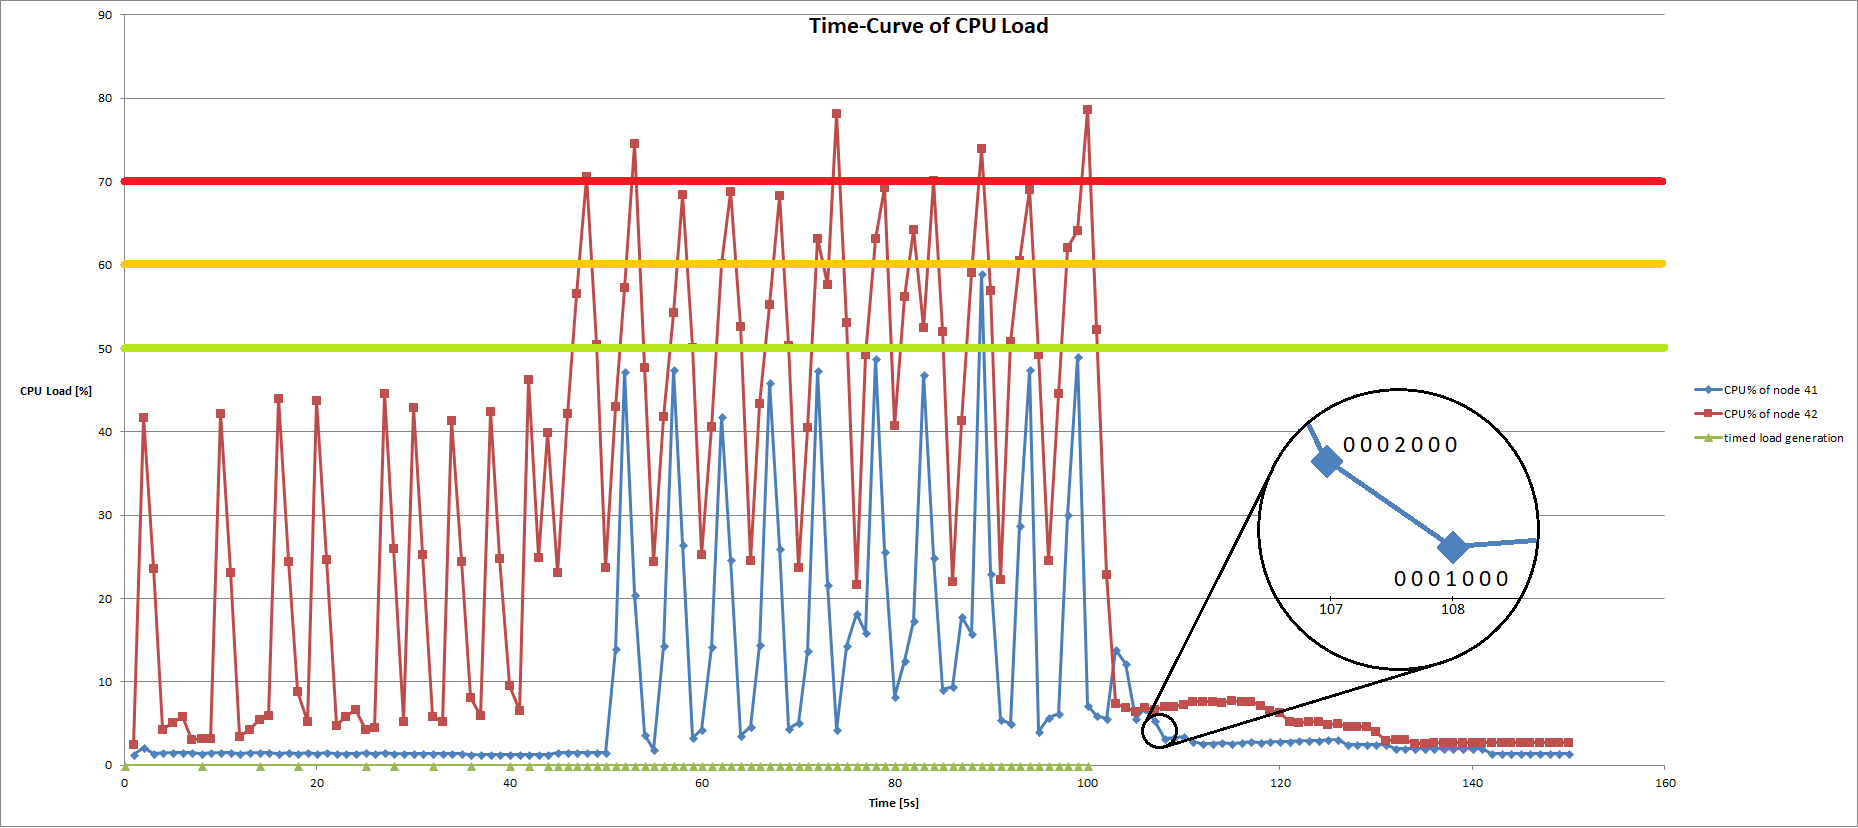 Time-Curve of CPU Load
90
80
70
60
50
40
30
20
10
0
CPU Load [%]
0 20 40 60 80 100 120 140 160
Time [5s]
CPU% of node 41
CPU% of node 42
timed load generation
0002000
0001000
107 108